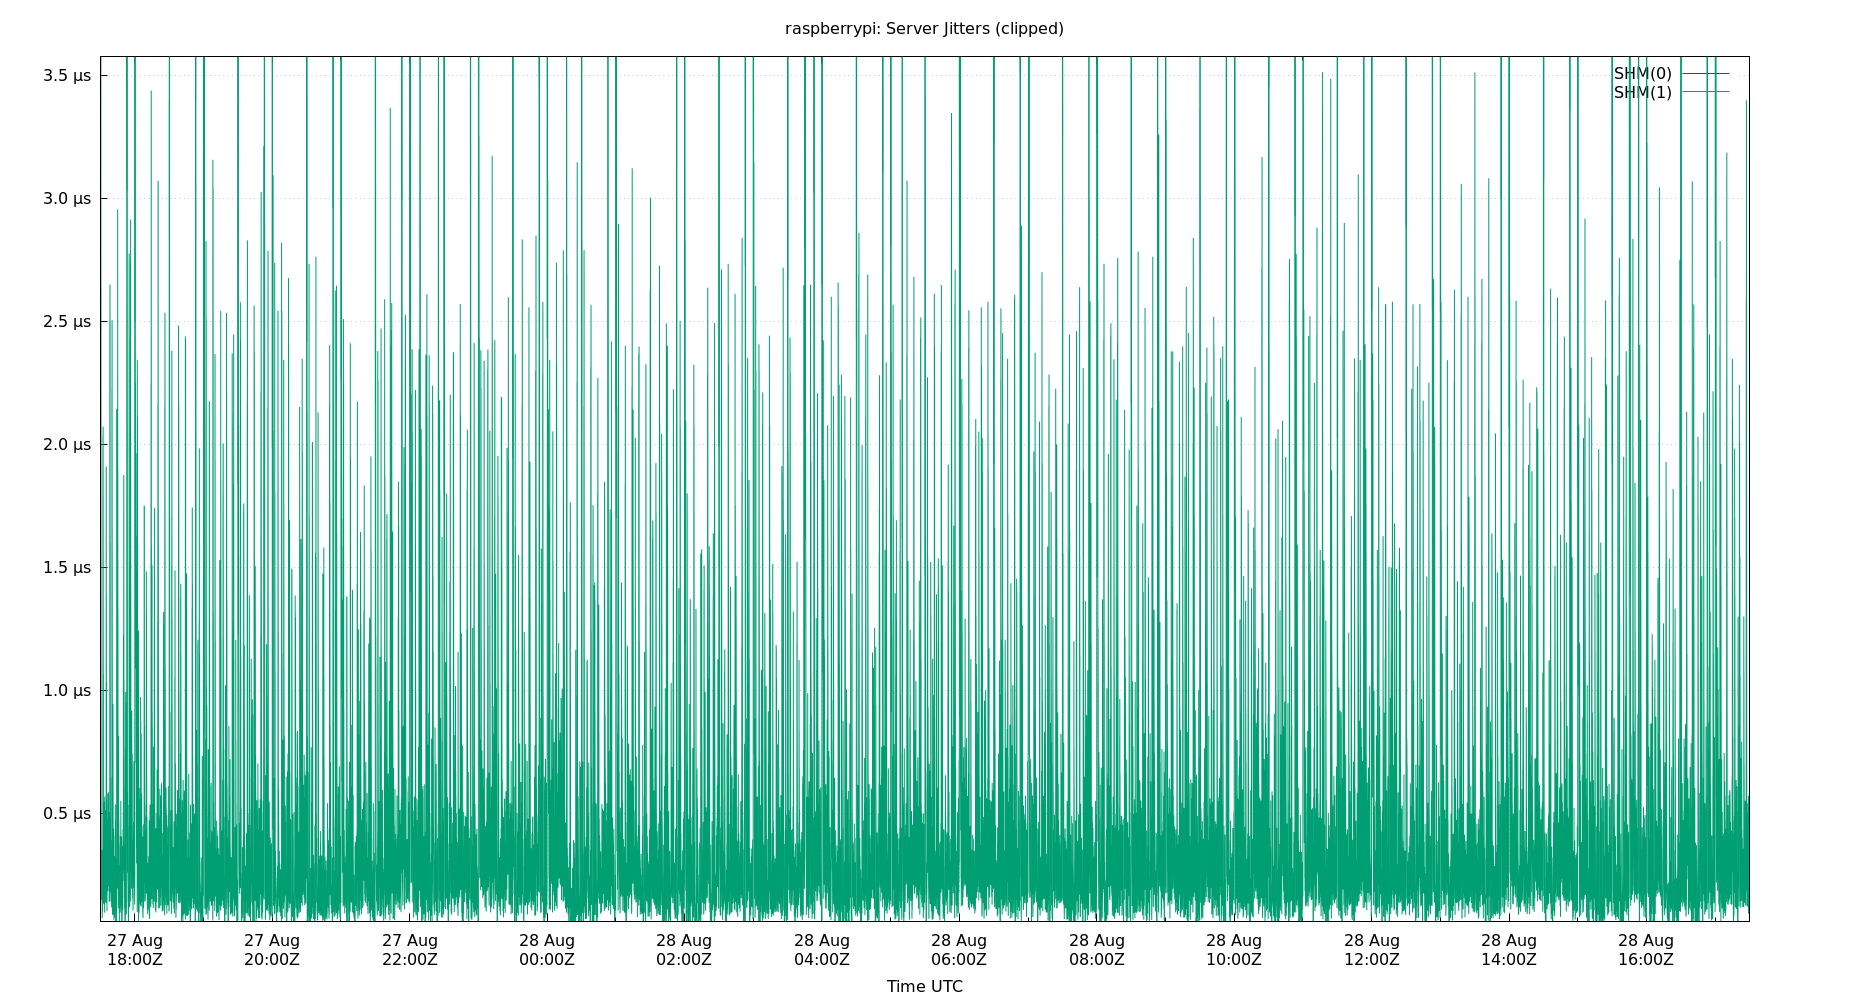 raspberrypi: Server Jitters (clipped)
3.5 μs
SHM(0)
SHM(1)
3.0 μs
2.5 μs
2.0 μs
1.5 μs
1.0 μs
0.5 μs
27 Aug 27 Aug 27 Aug 28 Aug 28 Aug 28 Aug 28 Aug 28 Aug 28 Aug 28 Aug 28 Aug 28 Aug
18:00Z 20:00Z 22:00Z 00:00Z 02:00Z 04:00Z 06:00Z 08:00Z 10:00Z 12:00Z 14:00Z 16:00Z
Time UTC